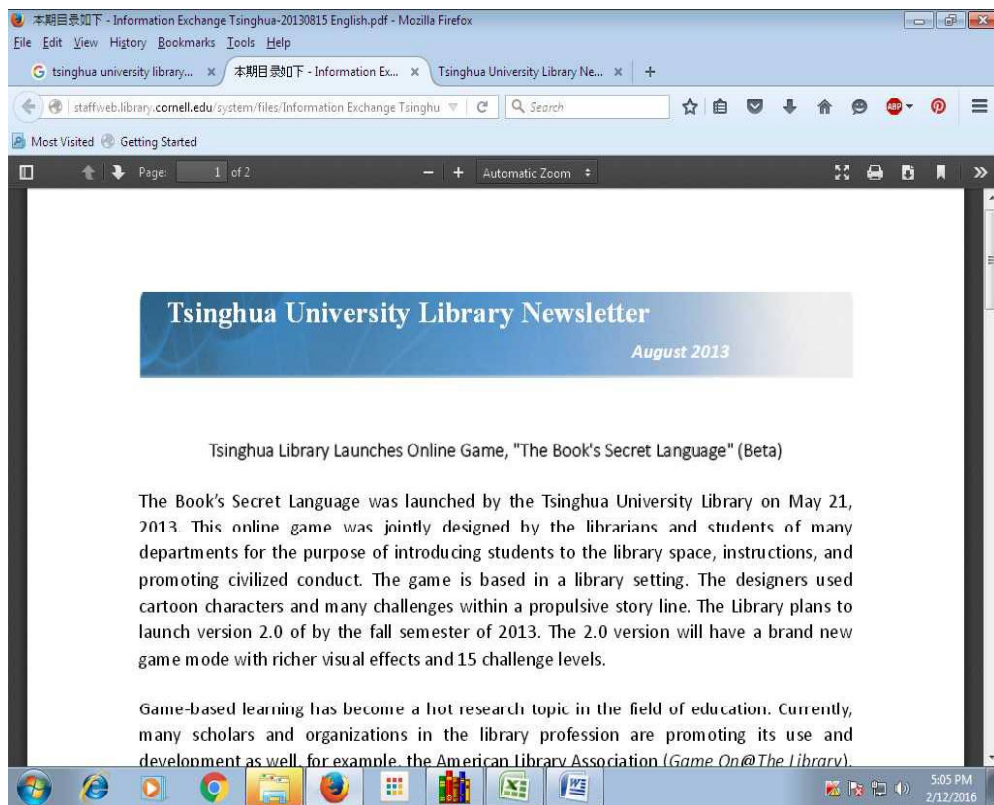 本期目录如下 - Information Exchange Tsinghua-20130815 English.pdf - Mozilla Firefox
File Edit View History Bookmarks Tools Help
tsinghua university library... × 本期目录如下 - Information Ex... × Tsinghua University Library Ne... × +
staffweb.library.cornell.edu/system/files/Information Exchange Tsinghu Search ABP
Most Visited Getting Started
Page: 1 of 2 − + Automatic Zoom
Tsinghua University Library Newsletter
August 2013
Tsinghua Library Launches Online Game, "The Book's Secret Language" (Beta)
The Book’s Secret Language was launched by the Tsinghua University Library on May 21,
2013. This online game was jointly designed by the librarians and students of many
departments for the purpose of introducing students to the library space, instructions, and
promoting civilized conduct. The game is based in a library setting. The designers used
cartoon characters and many challenges within a propulsive story line. The Library plans to
launch version 2.0 of by the fall semester of 2013. The 2.0 version will have a brand new
game mode with richer visual effects and 15 challenge levels.
Game-based learning has become a hot research topic in the field of education. Currently,
many scholars and organizations in the library profession are promoting its use and
development as well, for example, the American Library Association (Game On@The Library),
5:05 PM
2/12/2016